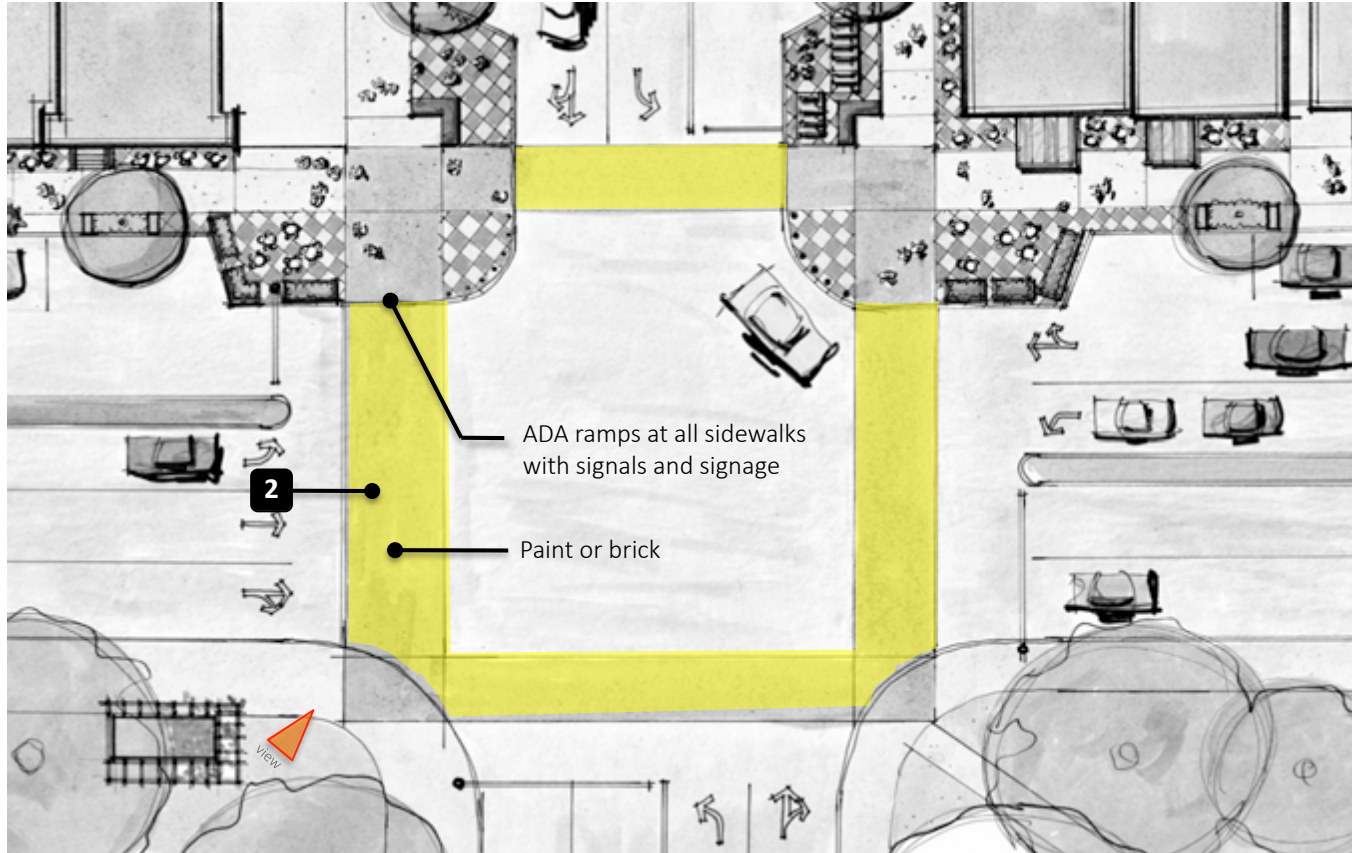 ADA ramps at all sidewalks
with signals and signage
2
Paint or brick
view